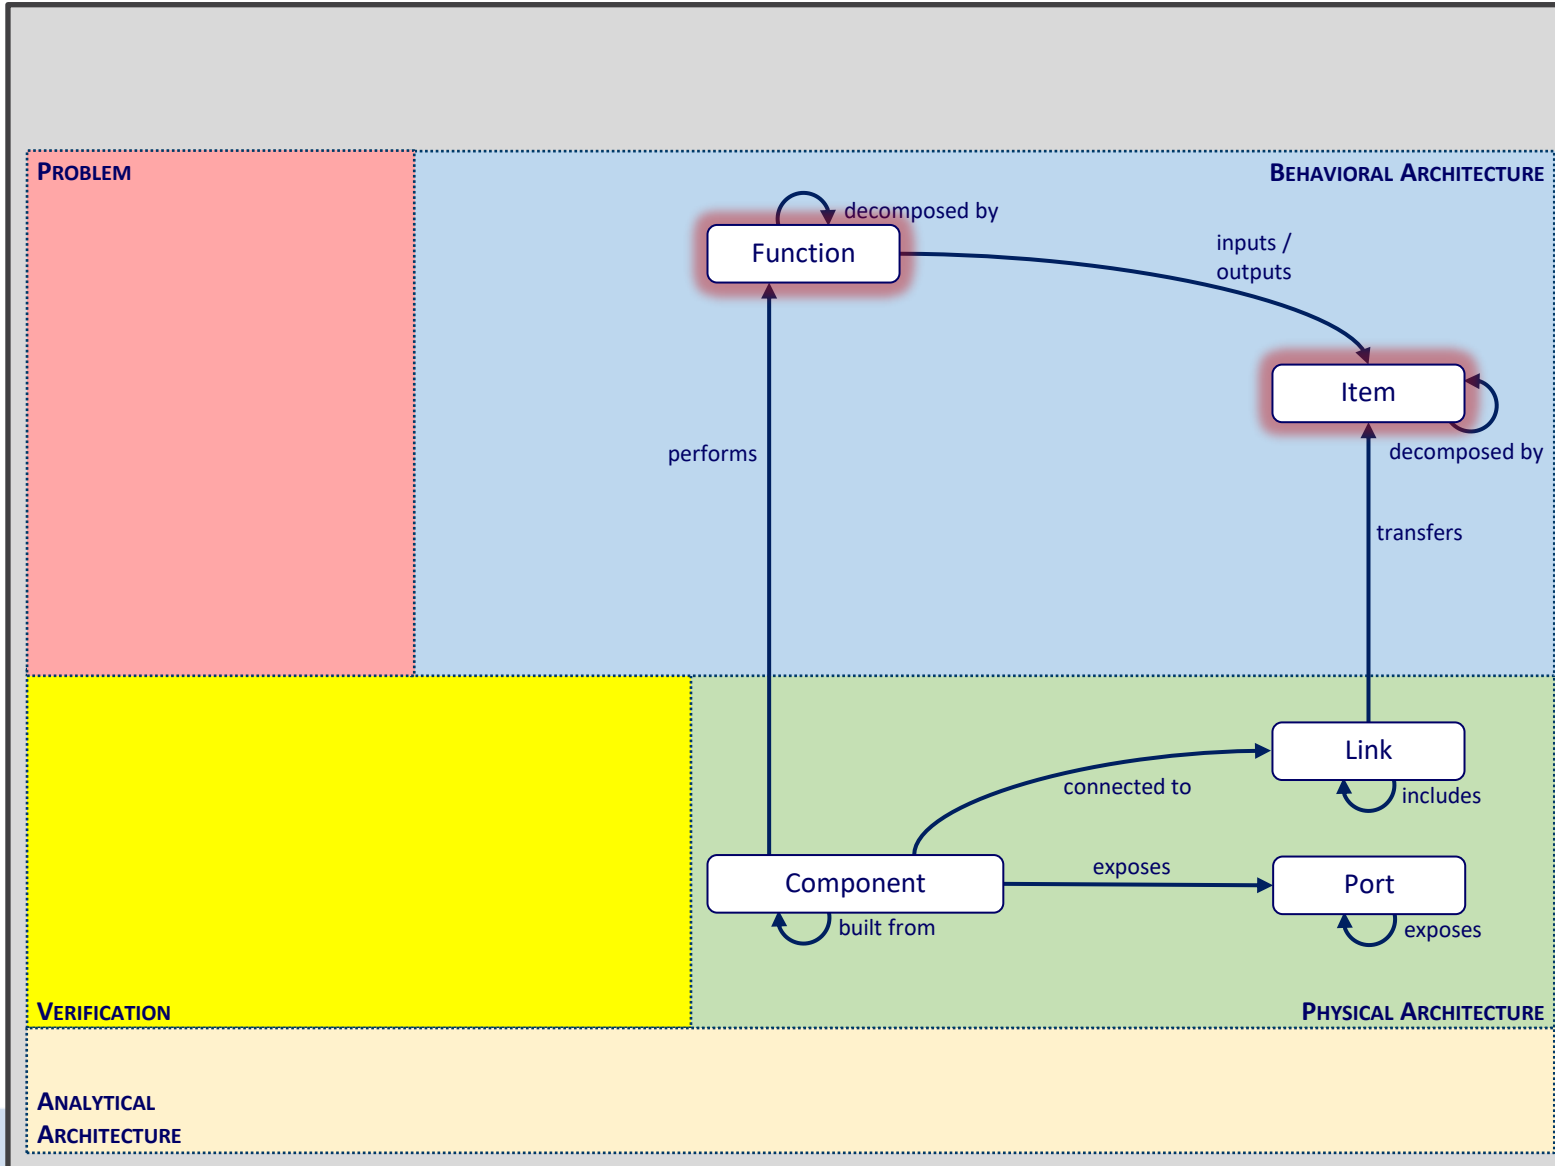 PROBLEM
BEHAVIORAL ARCHITECTURE
decomposed by
Function
inputs /
outputs
Item
decomposed by
performs
transfers
Link
connected to
includes
Component
exposes
Port
built from
exposes
VERIFICATION
PHYSICAL ARCHITECTURE
ANALYTICAL
ARCHITECTURE